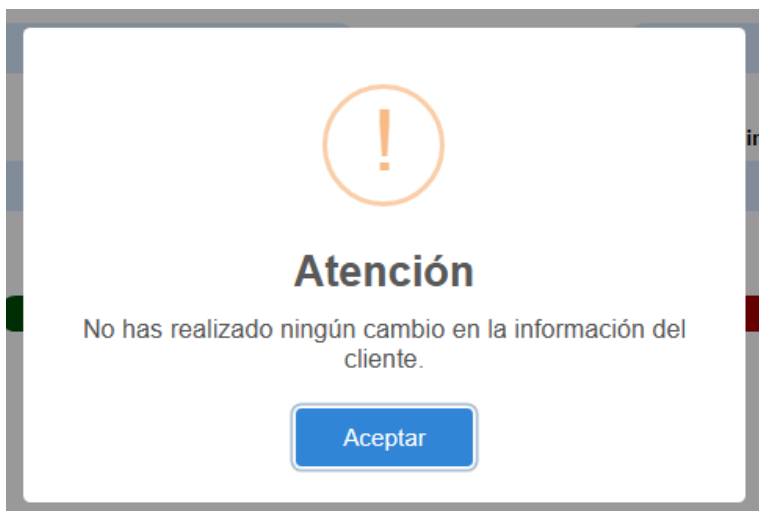 !
Atención
No has realizado ningún cambio en la información del
cliente.
Aceptar